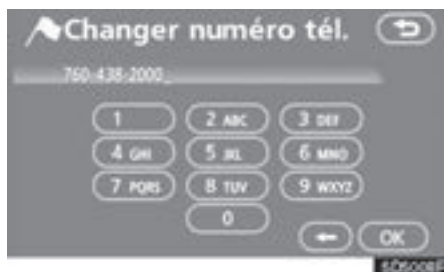 Changer numéro tél.
760-438-2000_
1 2 ABC 3 DEF
4 GHI 5 JKL 6 MNO
7 PQRS 8 TUV 9 WXYZ
0
OK